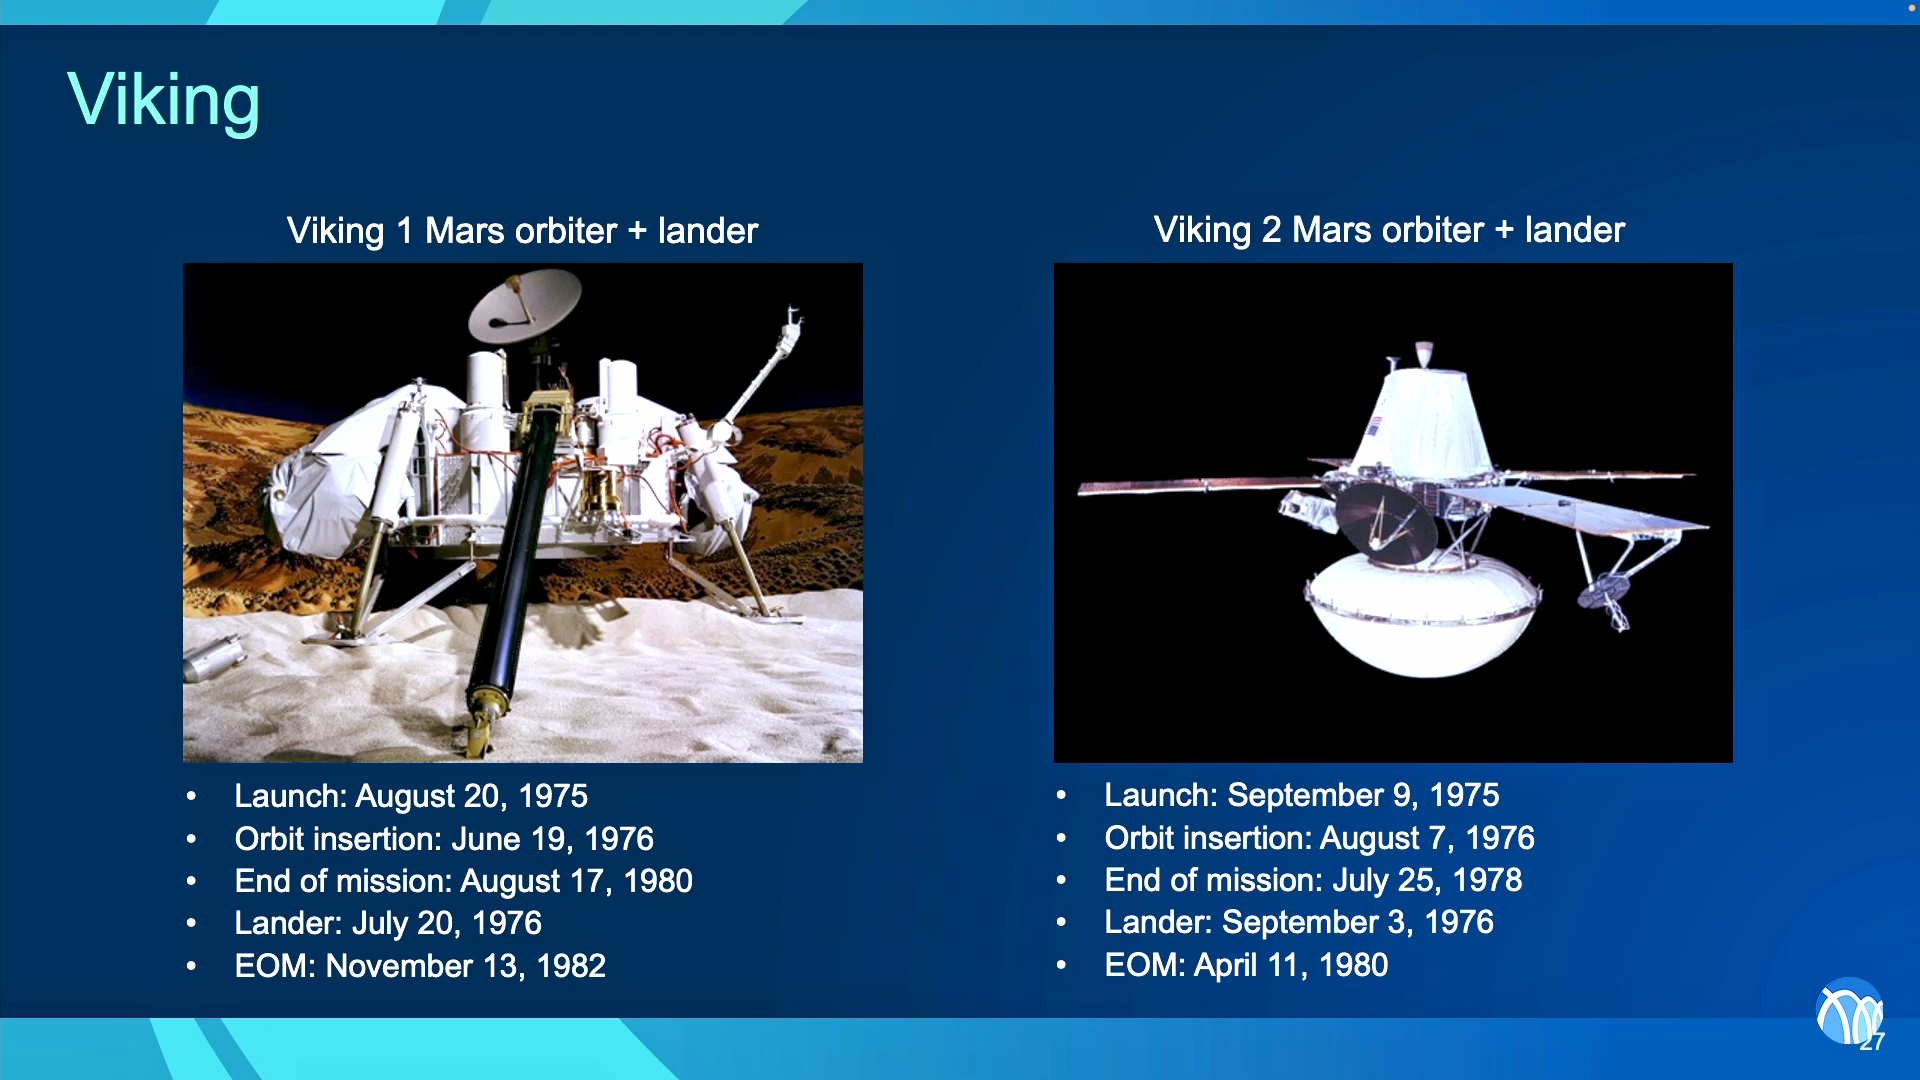 Viking
Viking 1 Mars orbiter + lander
• Launch: August 20, 1975
• Orbit insertion: June 19, 1976
• End of mission: August 17, 1980
• Lander: July 20, 1976
• EOM: November 13, 1982
Viking 2 Mars orbiter + lander
• Launch: September 9, 1975
• Orbit insertion: August 7, 1976
• End of mission: July 25, 1978
• Lander: September 3, 1976
• EOM: April 11, 1980
27